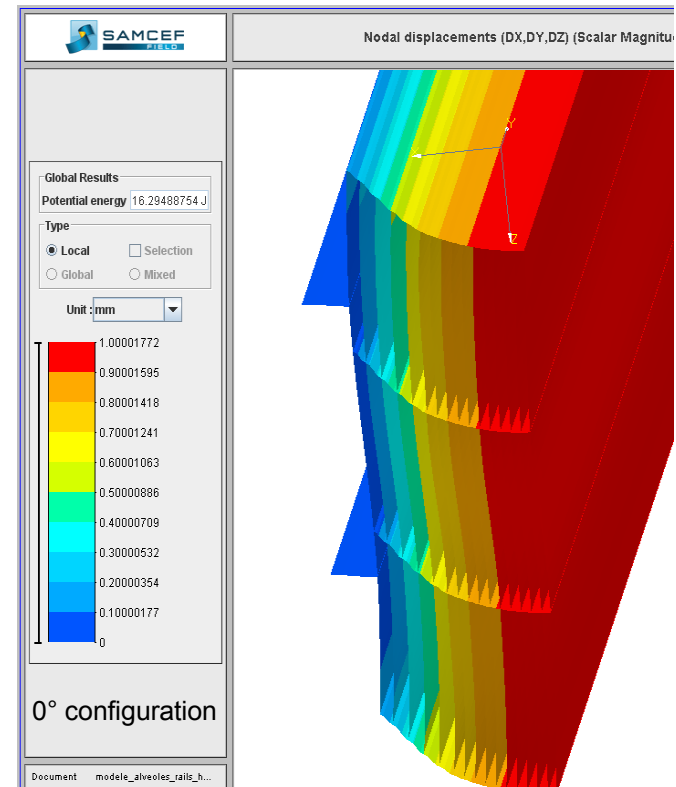 SAMCEF
FIELD
Nodal displacements (DX,DY,DZ) (Scalar Magnitu
Global Results
Potential energy 16.29488754 J
Type
Local Selection
Global Mixed
Unit : mm
1.00001772
0.90001595
0.80001418
0.70001241
0.60001063
0.50000886
0.40000709
0.30000532
0.20000354
0.10000177
0
0° configuration
Document modele_alveoles_rails_h...
Y
Z